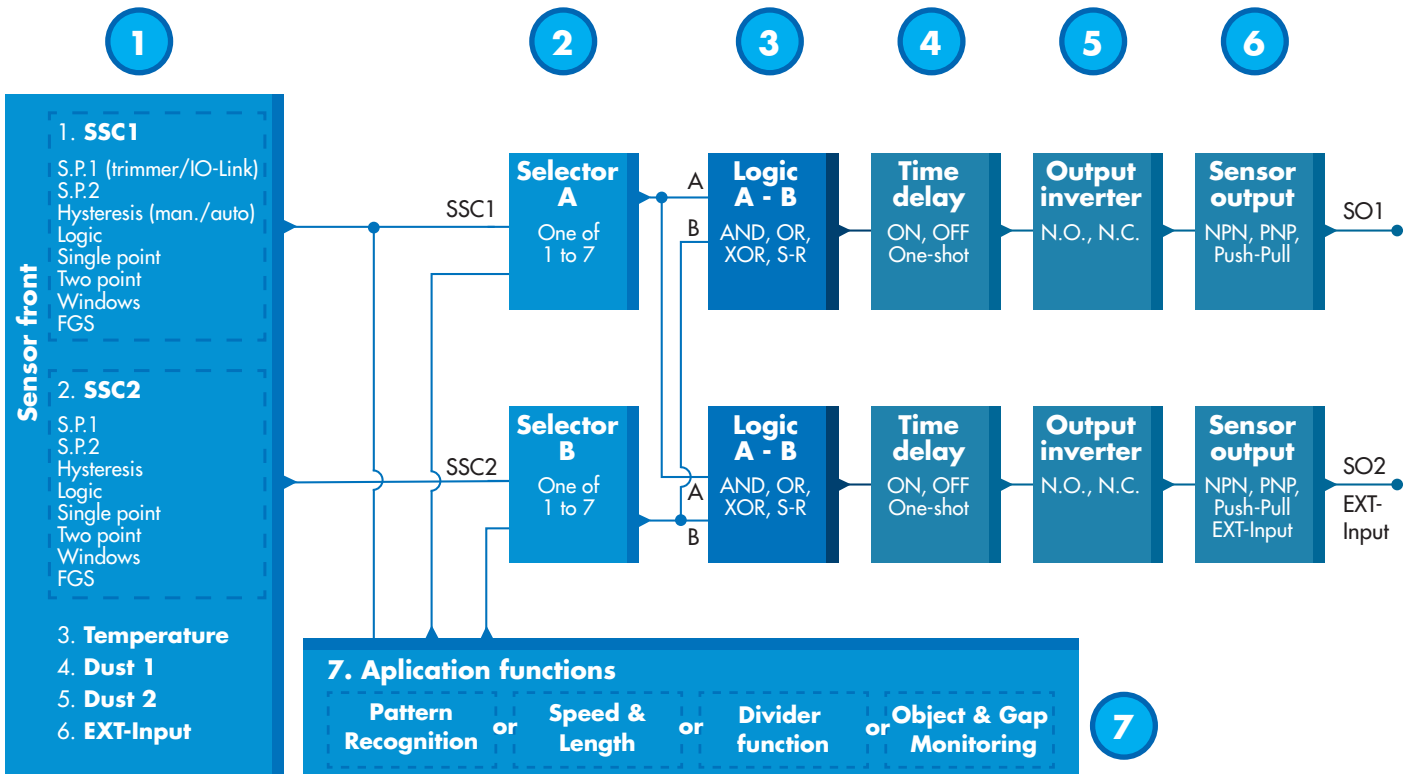 1
2
3
4
5
6
Sensor front
1. SSC1
S.P.1 (trimmer/IO-Link)
S.P.2
Hysteresis (man./auto)
Logic
Single point
Two point
Windows
FGS
2. SSC2
S.P.1
S.P.2
Hysteresis
Logic
Single point
Two point
Windows
FGS
3. Temperature
4. Dust 1
5. Dust 2
6. EXT-Input
SSC1
Selector
A
One of
1 to 7
A
B
Logic
A - B
AND, OR,
XOR, S-R
Time
delay
ON, OFF
One-shot
Output
inverter
N.O., N.C.
Sensor
output
NPN, PNP,
Push-Pull
SO1
SSC2
Selector
B
One of
1 to 7
A
B
Logic
A - B
AND, OR,
XOR, S-R
Time
delay
ON, OFF
One-shot
Output
inverter
N.O., N.C.
Sensor
output
NPN, PNP,
Push-Pull
EXT-Input
SO2
EXT-
Input
7. Aplication functions
Pattern
Recognition
or
Speed &
Length
or
Divider
function
or
Object & Gap
Monitoring
7